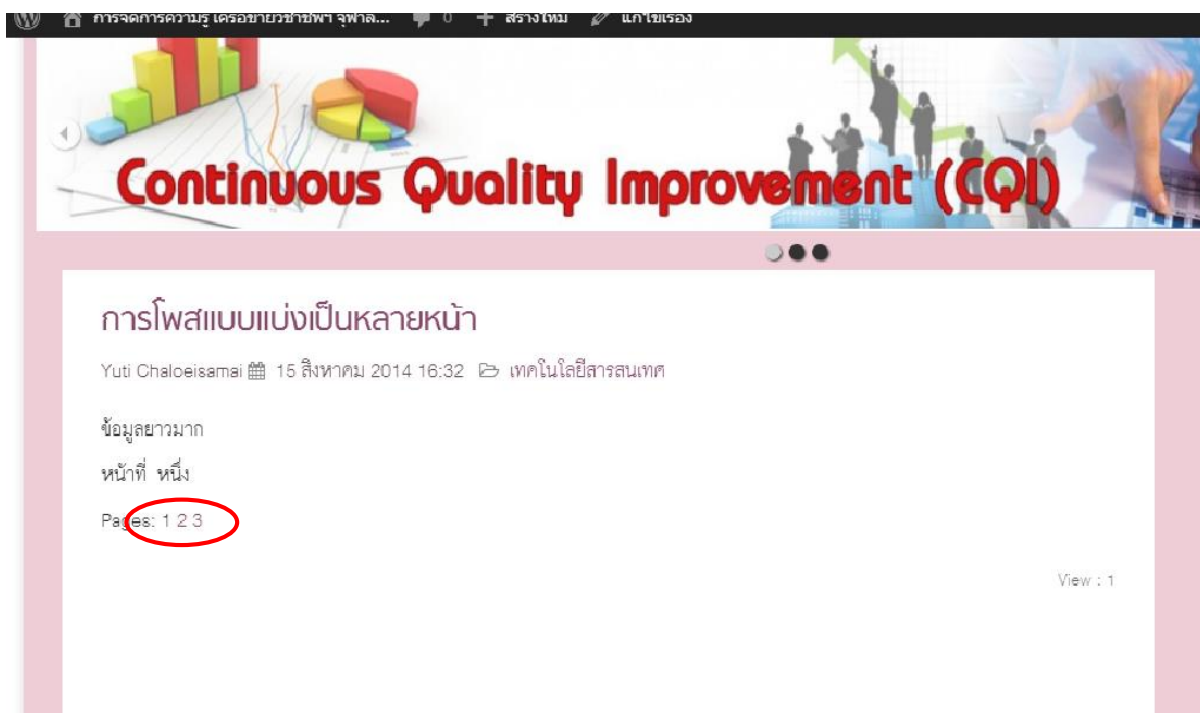 การจัดการความรู้ เครือข่ายวิชาชีพฯ จุฬาล... 0 + สร้างใหม่ แก้ไขเรื่อง
Continuous Quality Improvement (CQI)
การโพสแบบแบ่งเป็นหลายหน้า
Yuti Chaloeisamai 15 สิงหาคม 2014 16:32 เทคโนโลยีสารสนเทศ
ข้อมูลยาวมาก
หน้าที่ หนึ่ง
Pages: 1 2 3
View : 1